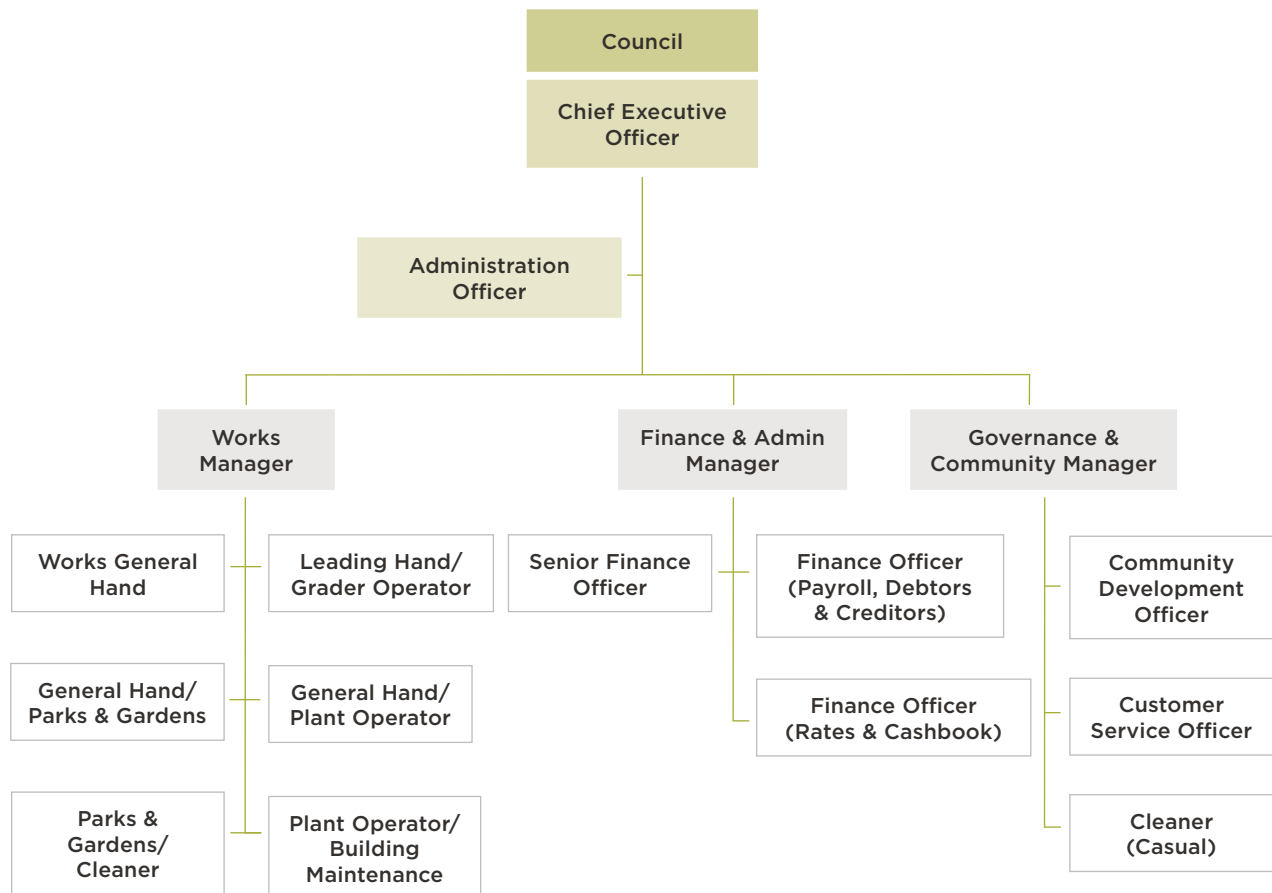 Council
Chief Executive
Officer
Administration
Officer
Works
Manager
Finance & Admin
Manager
Governance &
Community Manager
Works General
Hand
Leading Hand/
Grader Operator
Senior Finance
Officer
Finance Officer
(Payroll, Debtors
& Creditors)
Community
Development
Officer
General Hand/
Parks & Gardens
General Hand/
Plant Operator
Finance Officer
(Rates & Cashbook)
Customer
Service Officer
Parks &
Gardens/
Cleaner
Plant Operator/
Building
Maintenance
Cleaner
(Casual)